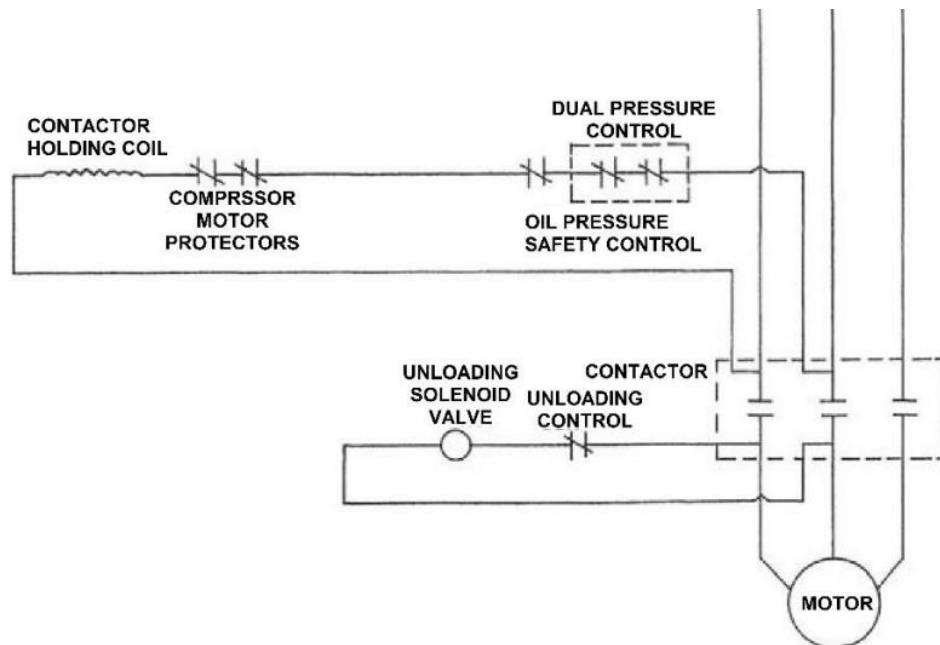 CONTACTOR
HOLDING COIL
DUAL PRESSURE
CONTROL
COMPRSSOR
MOTOR
PROTECTORS
OIL PRESSURE
SAFETY CONTROL
UNLOADING
SOLENOID
VALVE
CONTACTOR
UNLOADING
CONTROL
MOTOR